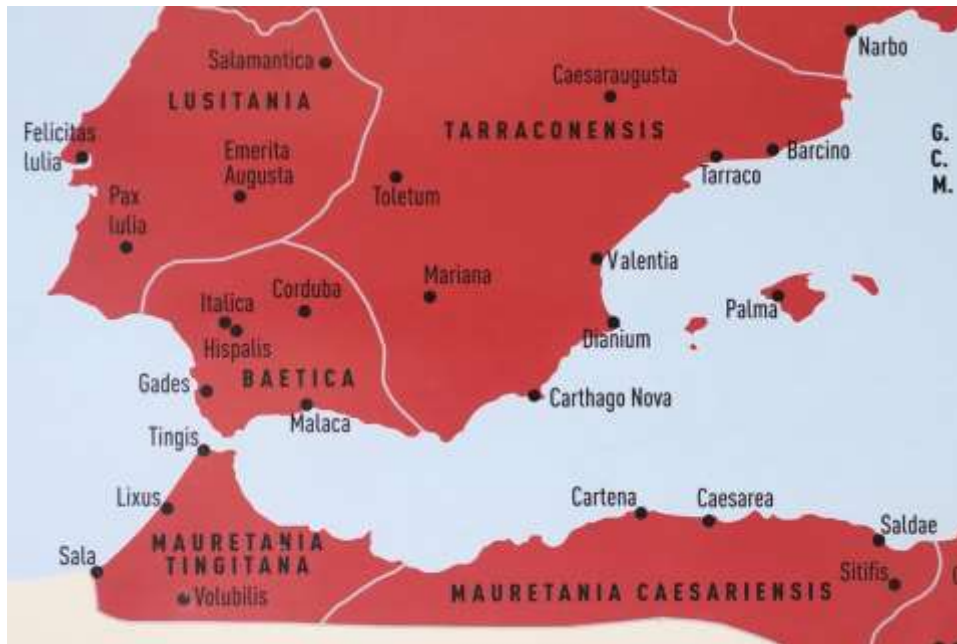 Narbo
Salamantica
Caesaraugusta
LUSITANIA
TARRACONENSIS
Felicitas
Iulia
Emerita
Augusta
Barcino
Tarraco
G.
C.
M.
Pax
Iulia
Toletum
Valentia
Mariana
Corduba
Italica
Hispalis
Palma
Dianium
BAETICA
Gades
Malaca
Carthago Nova
Tingis
Lixus
Cartena
Caesarea
Saldae
MAURETANIA
TINGITANA
Sala
Sitifis
Volubilis
MAURETANIA CAESARIENSIS